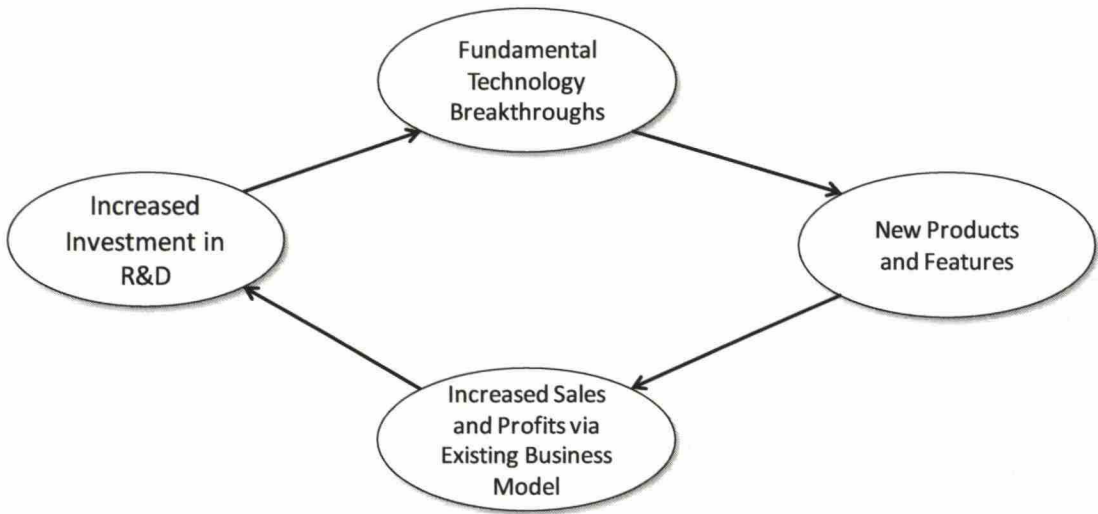 Fundamental
Technology
Breakthroughs
New Products
and Features
Increased Sales
and Profits via
Existing Business
Model
Increased
Investment in
R&D